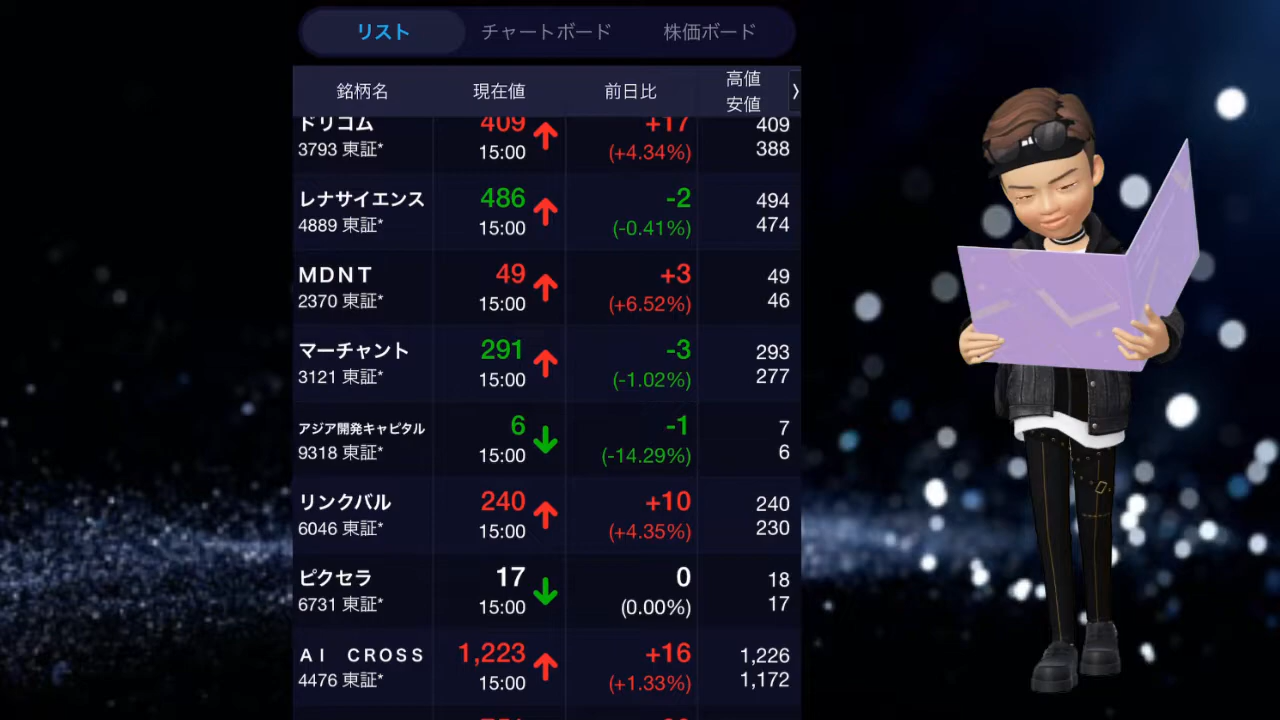 リスト チャートボード 株価ボード
銘柄名 現在値 前日比 高値
安値
ドリコム 409 +17 409
3793 東証* 15:00 (+4.34%) 388
レナサイエンス 486 -2 494
4889 東証* 15:00 (-0.41%) 474
MDNT 49 +3 49
2370 東証* 15:00 (+6.52%) 46
マーチャント 291 -3 293
3121 東証* 15:00 (-1.02%) 277
アジア開発キャピタル 6 -1 7
9318 東証* 15:00 (-14.29%) 6
リンクバル 240 +10 240
6046 東証* 15:00 (+4.35%) 230
ピクセラ 17 0 18
6731 東証* 15:00 (0.00%) 17
ＡＩ　ＣＲＯＳＳ 1,223 +16 1,226
4476 東証* 15:00 (+1.33%) 1,172